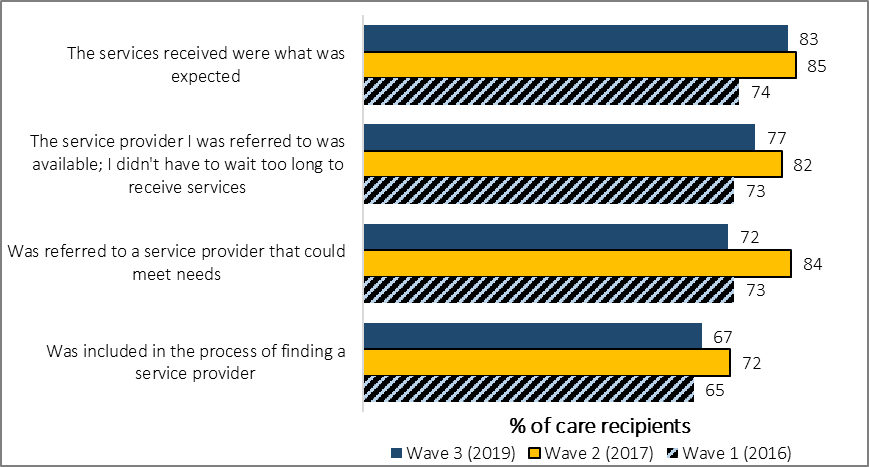 The services received were what was
expected
83
85
74
The service provider I was referred to was
available; I didn't have to wait too long to
receive services
77
82
73
Was referred to a service provider that could
meet needs
72
84
73
Was included in the process of finding a
service provider
67
72
65
% of care recipients
Wave 3 (2019) Wave 2 (2017) Wave 1 (2016)